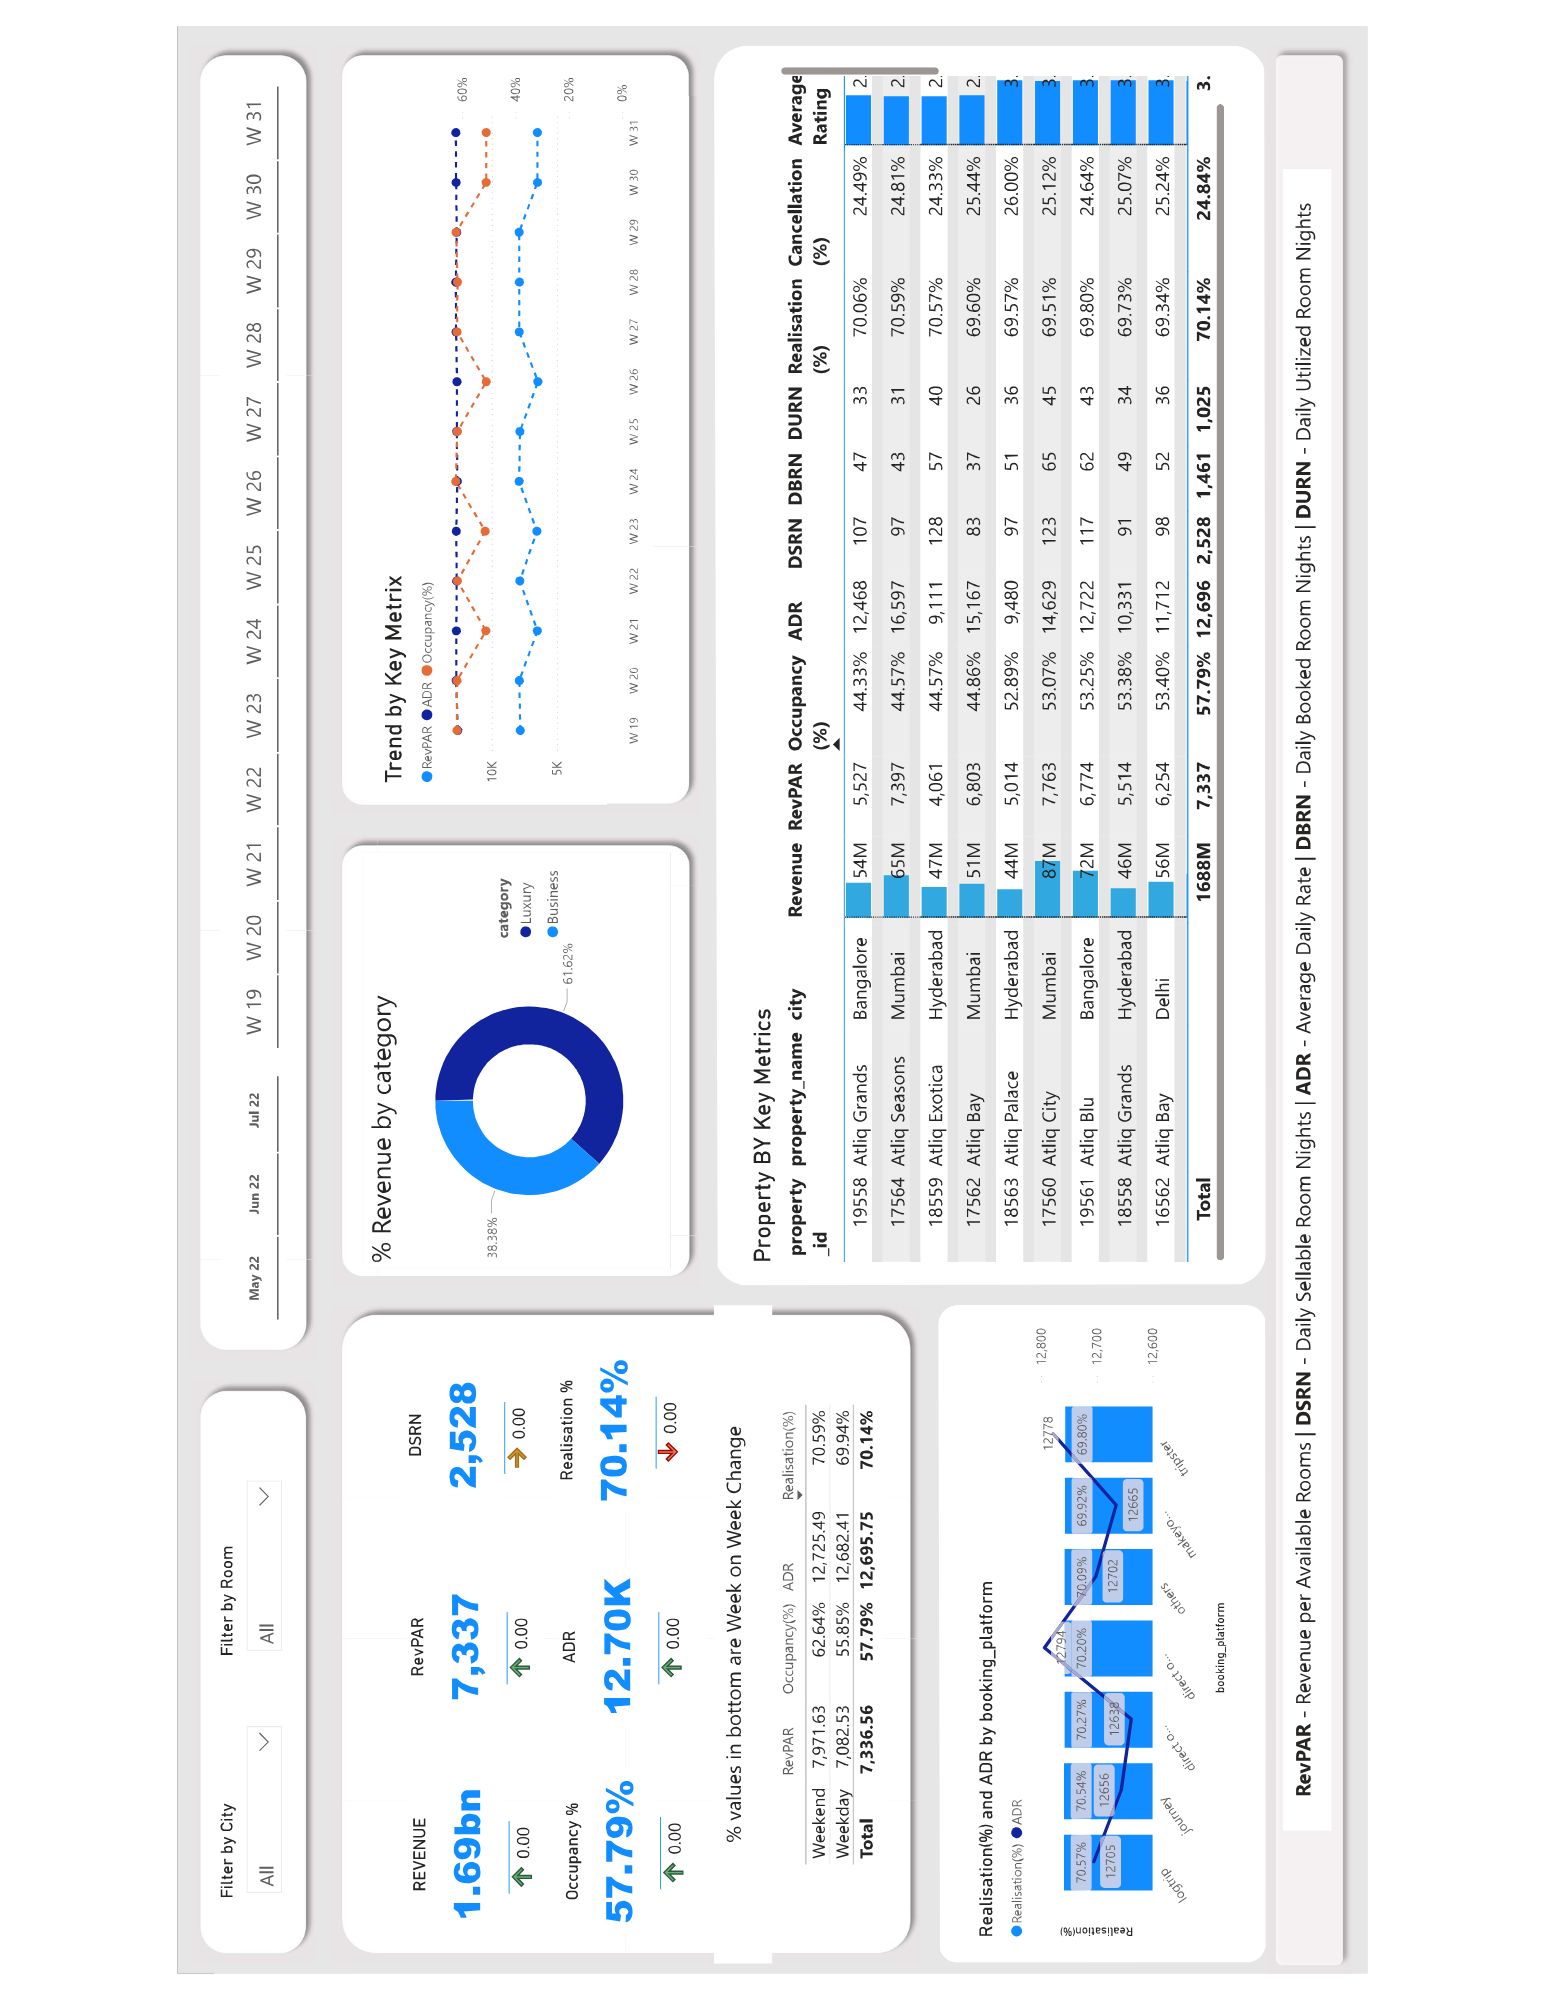 Filter by City
All
Filter by Room
All
May 22 Jun 22 Jul 22
W 19 W 20 W 21 W 22 W 23 W 24 W 25 W 26 W 27 W 28 W 29 W 30 W 31
REVENUE RevPAR DSRN
1.69bn 7,337 2,528
0.00 0.00 0.00
Occupancy % ADR Realisation %
57.79% 12.70K 70.14%
0.00 0.00 0.00
% values in bottom are Week on Week Change
RevPAR Occupancy(%) ADR Realisation(%)
Weekend 7,971.63 62.64% 12,725.49 70.59%
Weekday 7,082.53 55.85% 12,682.41 69.94%
Total 7,336.56 57.79% 12,695.75 70.14%
Realisation(%) and ADR by booking_platform
Realisation(%) ADR
12,800
12,700
12,600
Realisation(%)
70.57% 70.54% 70.27% 70.20% 70.09% 69.92% 69.80%
12705 12656 12638 12794 12702 12665 12778
logtrip journey direct o... direct o... others makeyo... tripster
booking_platform
% Revenue by category
38.38%
61.62%
category
Luxury
Business
Trend by Key Metrix
RevPAR ADR Occupancy(%)
10K
5K
60%
40%
20%
0%
W 19 W 20 W 21 W 22 W 23 W 24 W 25 W 26 W 27 W 28 W 29 W 30 W 31
Property BY Key Metrics
property property_name city Revenue RevPAR Occupancy ADR DSRN DBRN DURN Realisation Cancellation Average
_id (%) (%) (%) Rating
19558 Atliq Grands Bangalore 54M 5,527 44.33% 12,468 107 47 33 70.06% 24.49% 2.
17564 Atliq Seasons Mumbai 65M 7,397 44.57% 16,597 97 43 31 70.59% 24.81% 2.
18559 Atliq Exotica Hyderabad 47M 4,061 44.57% 9,111 128 57 40 70.57% 24.33% 2.
17562 Atliq Bay Mumbai 51M 6,803 44.86% 15,167 83 37 26 69.60% 25.44% 2.
18563 Atliq Palace Hyderabad 44M 5,014 52.89% 9,480 97 51 36 69.57% 26.00% 3.
17560 Atliq City Mumbai 87M 7,763 53.07% 14,629 123 65 45 69.51% 25.12% 3.
19561 Atliq Blu Bangalore 72M 6,774 53.25% 12,722 117 62 43 69.80% 24.64% 3.
18558 Atliq Grands Hyderabad 46M 5,514 53.38% 10,331 91 49 34 69.73% 25.07% 3.
16562 Atliq Bay Delhi 56M 6,254 53.40% 11,712 98 52 36 69.34% 25.24% 3.
Total 1688M 7,337 57.79% 12,696 2,528 1,461 1,025 70.14% 24.84% 3.
RevPAR - Revenue per Available Rooms | DSRN - Daily Sellable Room Nights | ADR - Average Daily Rate | DBRN - Daily Booked Room Nights | DURN - Daily Utilized Room Nights